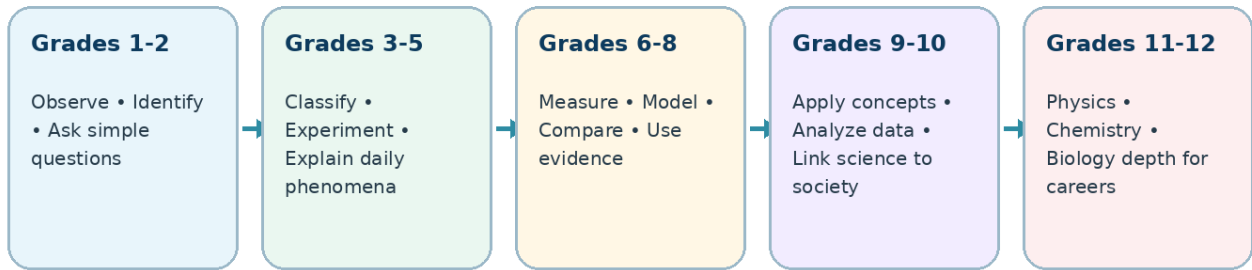 Grades 1-2
Observe • Identify
• Ask simple
questions
Grades 3-5
Classify •
Experiment •
Explain daily
phenomena
Grades 6-8
Measure • Model •
Compare • Use
evidence
Grades 9-10
Apply concepts •
Analyze data •
Link science to
society
Grades 11-12
Physics •
Chemistry •
Biology depth for
careers